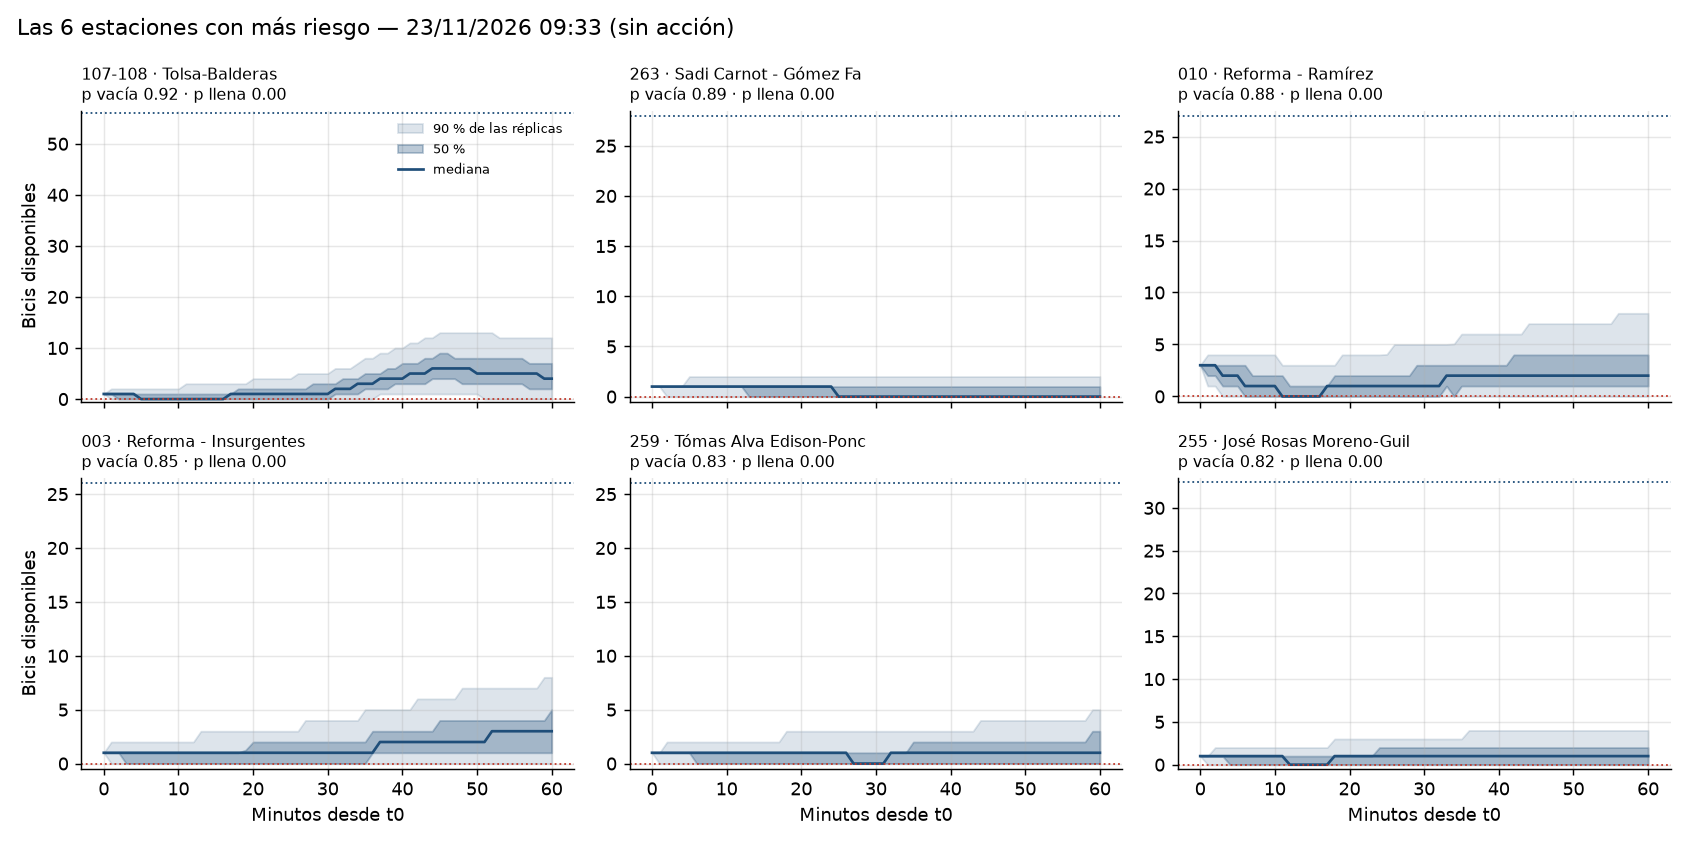 Las 6 estaciones con más riesgo — 23/11/2026 09:33 (sin acción)
107-108 · Tolsa-Balderas
p vacía 0.92 · p llena 0.00
263 · Sadi Carnot - Gómez Fa
p vacía 0.89 · p llena 0.00
010 · Reforma - Ramírez
p vacía 0.88 · p llena 0.00
90 % de las réplicas
50 %
mediana
Bicis disponibles
50
40
30
20
10
0
25
20
15
10
5
0
25
20
15
10
5
0
003 · Reforma - Insurgentes
p vacía 0.85 · p llena 0.00
259 · Tómas Alva Edison-Ponc
p vacía 0.83 · p llena 0.00
255 · José Rosas Moreno-Guil
p vacía 0.82 · p llena 0.00
Bicis disponibles
25
20
15
10
5
0
25
20
15
10
5
0
30
25
20
15
10
5
0
0 10 20 30 40 50 60
0 10 20 30 40 50 60
0 10 20 30 40 50 60
Minutos desde t0
Minutos desde t0
Minutos desde t0